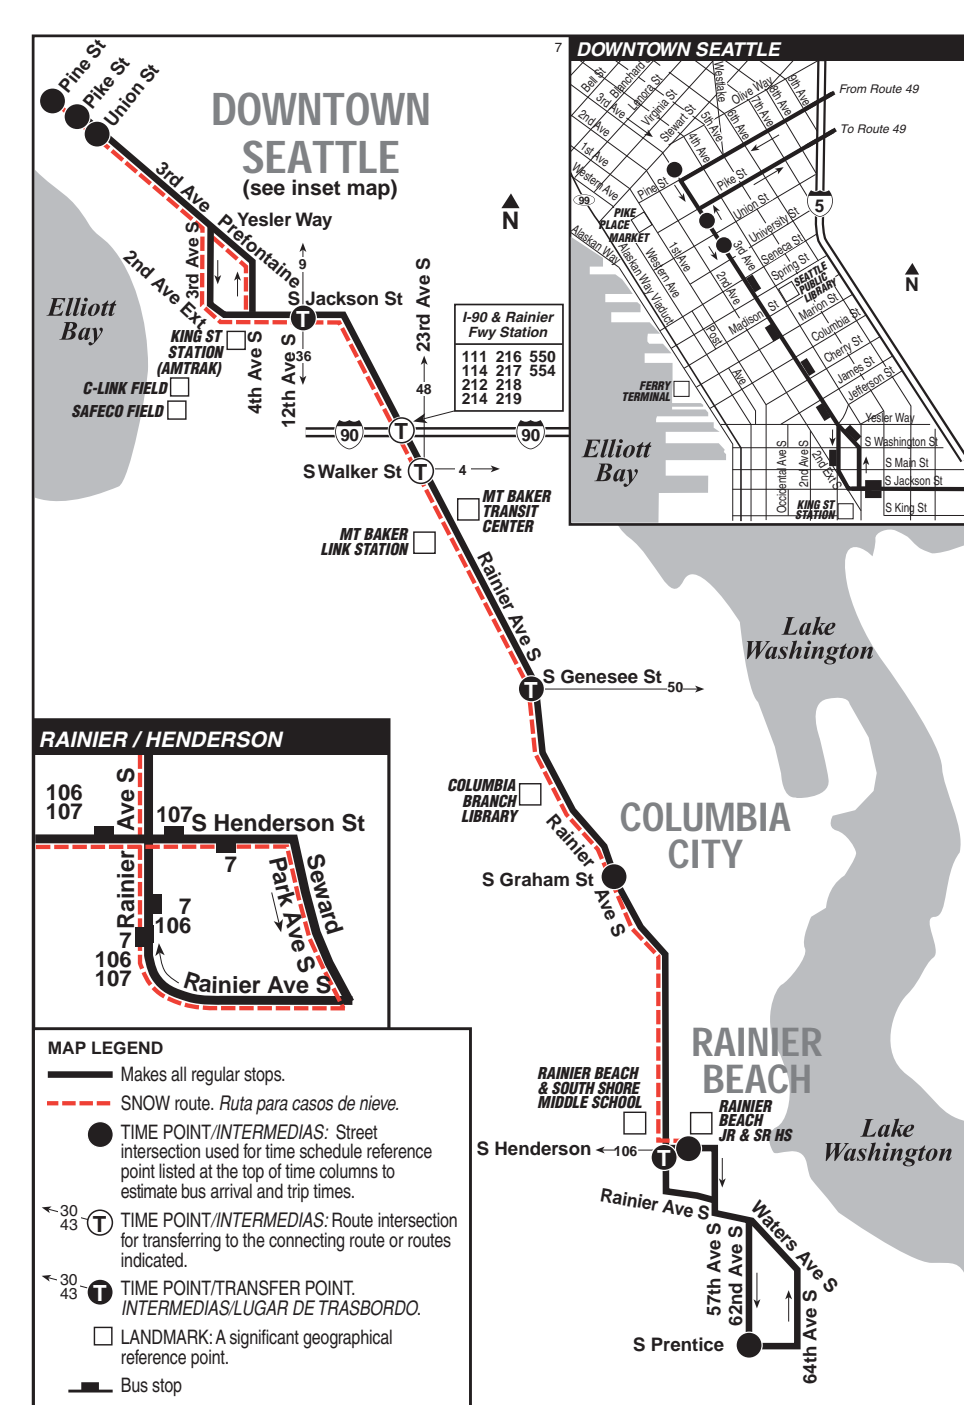 7
DOWNTOWN SEATTLE
Pine St
Pike St
Union St
DOWNTOWN
SEATTLE
(see inset map)
3rd Ave
Prefontaine
Yesler Way
N
3rd Ave S
2nd Ave Ext
9
S Jackson St
T
Elliott
Bay
KING ST
STATION
(AMTRAK)
4th Ave S
12th Ave S
36
C-LINK FIELD
SAFECO FIELD
23rd Ave S
48
I-90 & Rainier
Fwy Station
111 216 550
114 217 554
212 218
214 219
90
T
90
S Walker St
T
4
MT BAKER
TRANSIT
CENTER
MT BAKER
LINK STATION
Rainier Ave S
S Genesee St
T
50
COLUMBIA
BRANCH
LIBRARY
COLUMBIA
CITY
Rainier
Ave S
S Graham St
RAINIER
BEACH
RAINIER BEACH
& SOUTH SHORE
MIDDLE SCHOOL
RAINIER
BEACH
JR & SR HS
S Henderson
106
T
Rainier Ave S
57th Ave S
62nd Ave S
Waters Ave S
64th Ave S
S Prentice
Lake
Washington
Lake
Washington
Bell St
Blanchard
Lenora St
Virginia St
Stewart St
3rd Ave
2nd Ave
1st Ave
Western Ave
Westlake
Olive Way
9th Ave
8th Ave
7th Ave
6th Ave
5th Ave
4th Ave
From Route 49
To Route 49
Pine St
Pike St
99
5
PIKE
PLACE
MARKET
Union St
University St
Seneca St
Spring St
SEATTLE
PUBLIC
LIBRARY
Alaskan Way
Alaskan Way Viaduct
Western Ave
1st Ave
2nd Ave
3rd Ave
Madison St
Marion St
Columbia St
Cherry St
James St
Jefferson St
Post
Ave
N
FERRY
TERMINAL
Elliott
Bay
Yesler Way
S Washington St
S Main St
S Jackson St
S King St
Occidental Ave S
2nd Ave S
2nd Ext S
KING ST
STATION
RAINIER / HENDERSON
106
107
Rainier
Ave S
107
S Henderson St
7
7
106
7
106
107
Seward
Park Ave S
S
Rainier Ave S
MAP LEGEND
Makes all regular stops.
SNOW route. Ruta para casos de nieve.
TIME POINT/INTERMEDIAS: Street
intersection used for time schedule reference
point listed at the top of time columns to
estimate bus arrival and trip times.
30
43
T
TIME POINT/INTERMEDIAS: Route intersection
for transferring to the connecting route or routes
indicated.
30
43
T
TIME POINT/TRANSFER POINT.
INTERMEDIAS/LUGAR DE TRASBORDO.
LANDMARK: A significant geographical
reference point.
Bus stop